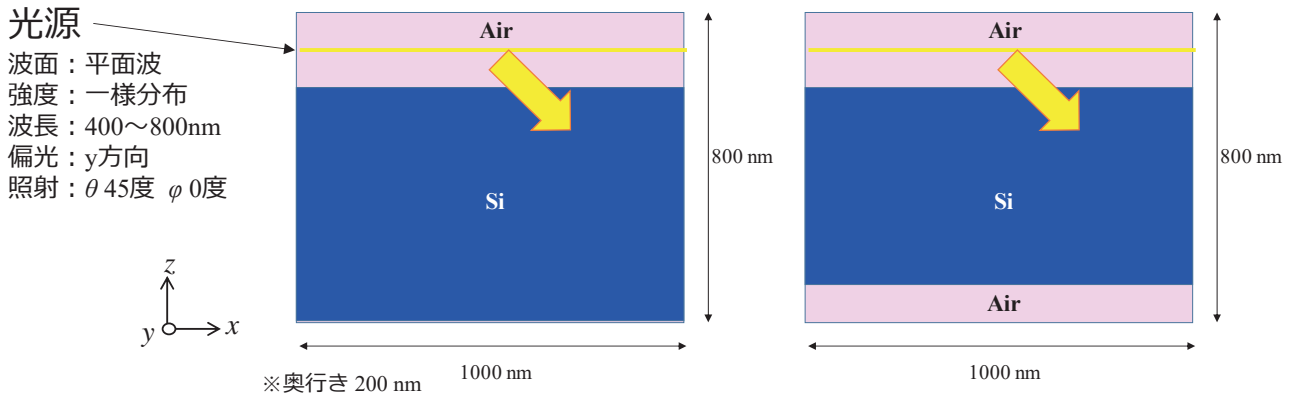 光源
波面：平面波
強度：一様分布
波長：400～800nm
偏光：y方向
照射：θ 45度 φ 0度
Air
Si
800 nm
1000 nm
z
y
x
※奥行き 200 nm
Air
Si
Air
800 nm
1000 nm